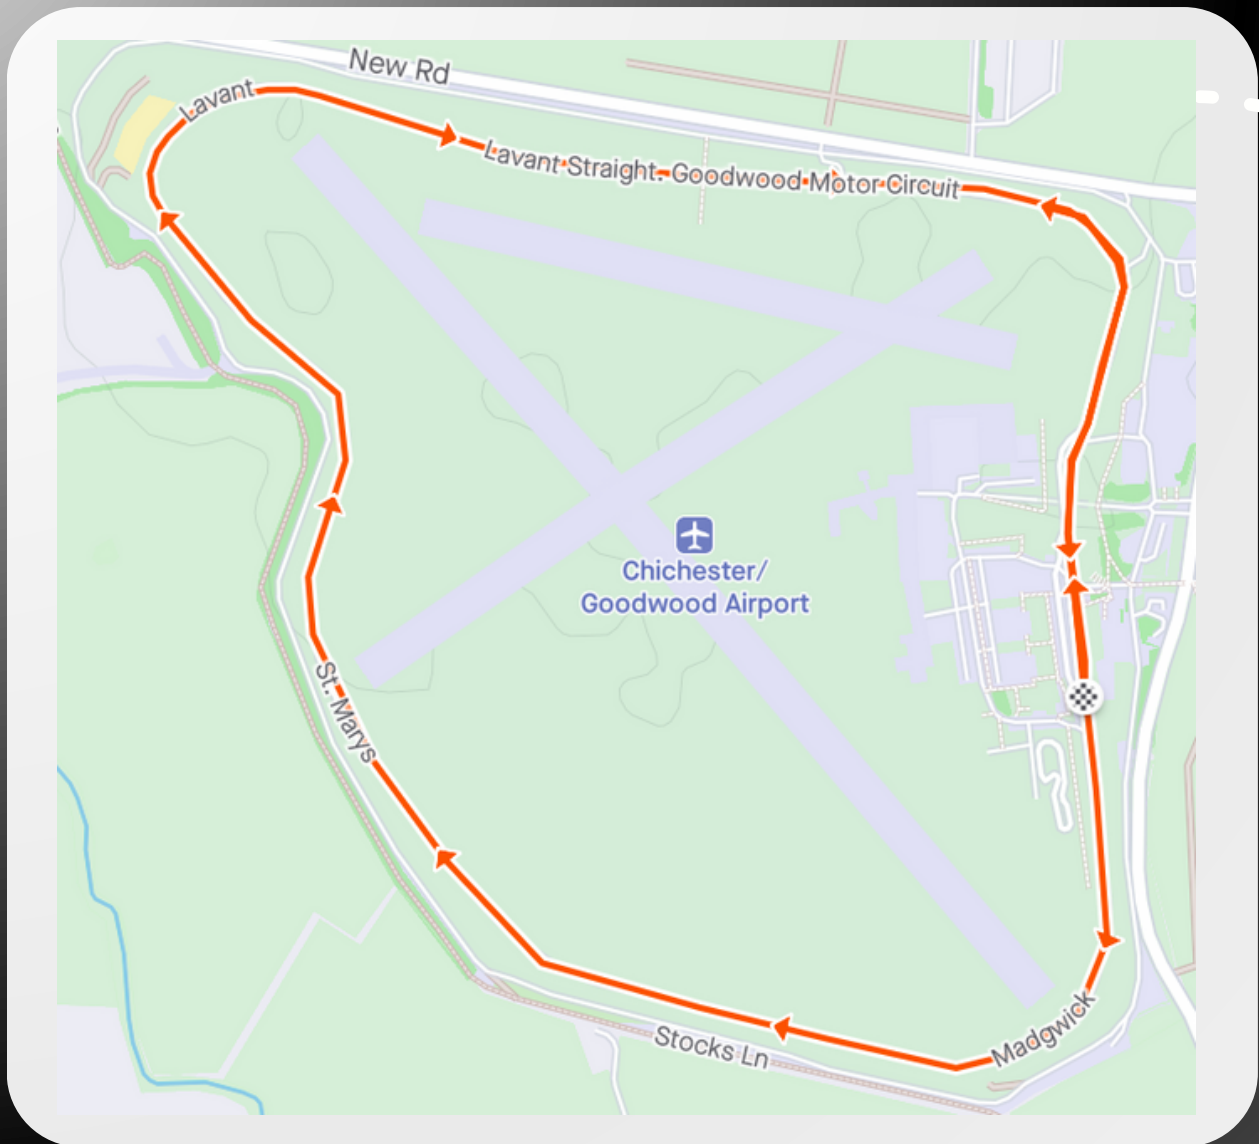 New Rd
Lavant
Lavant Straight. Goodwood Motor Circuit
Chichester/
Goodwood Airport
St. Marys
Madgwick
Stocks Ln